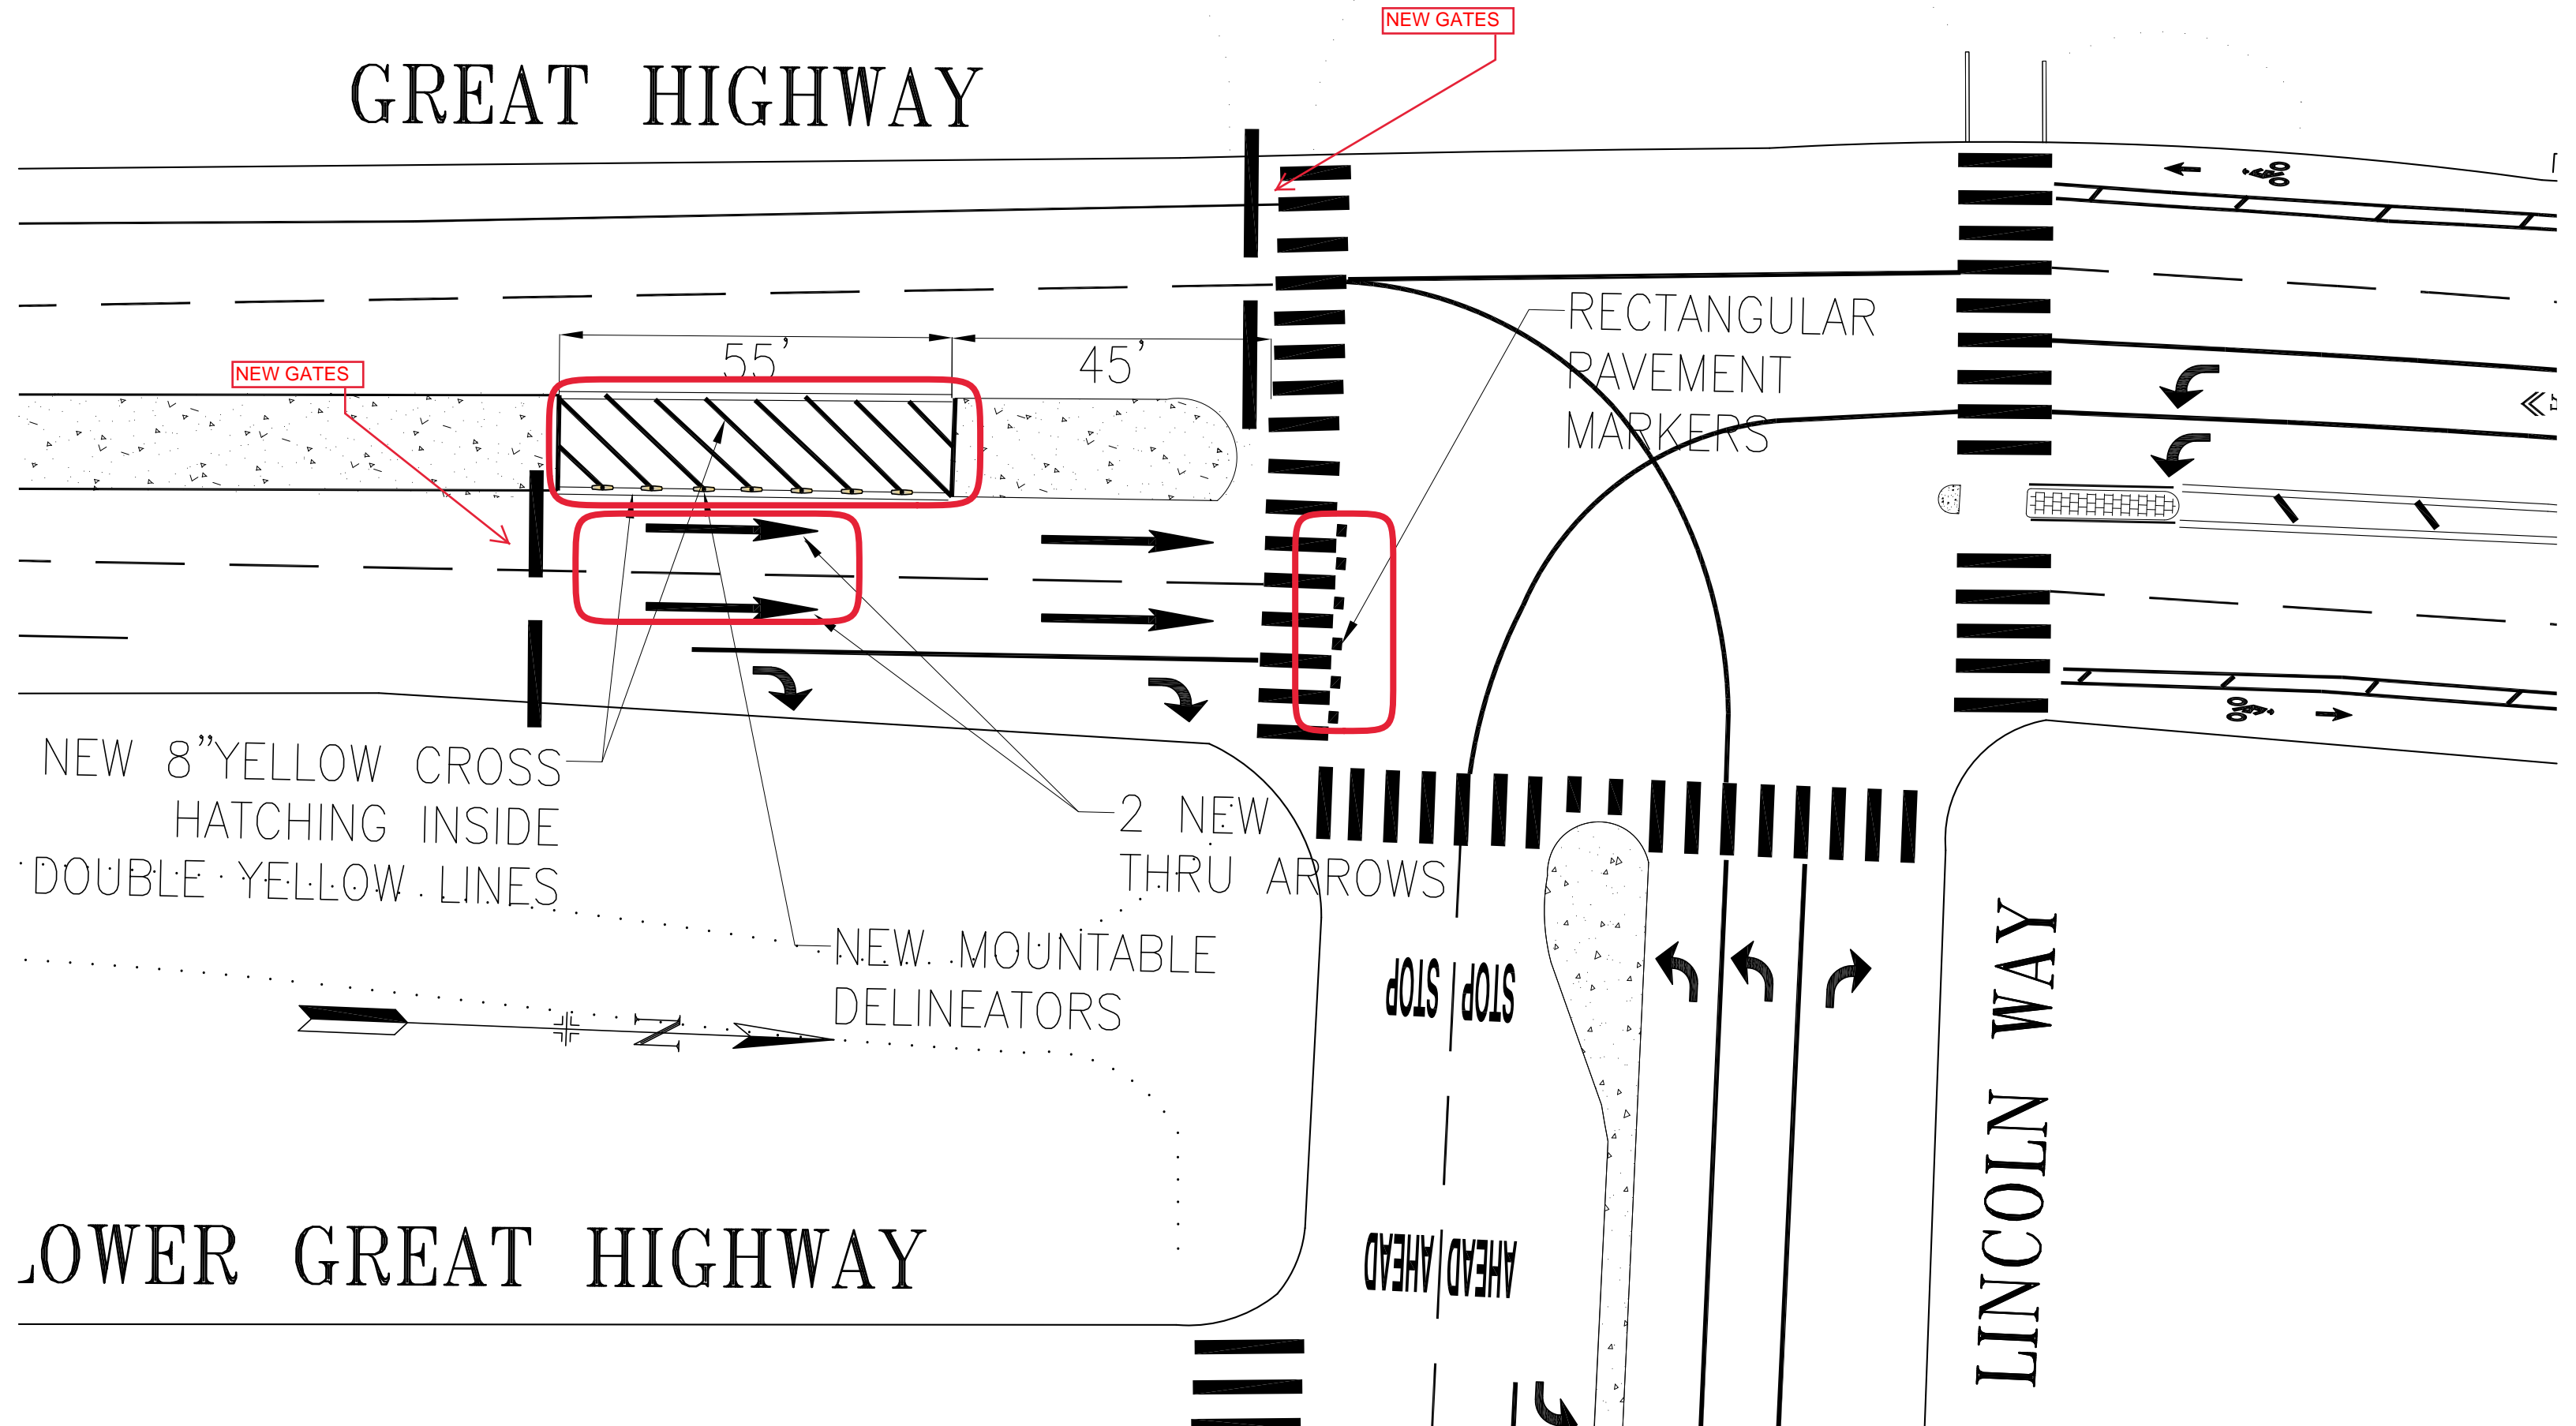 NEW GATES
GREAT HIGHWAY
RECTANGULAR
PAVEMENT
MARKERS
55'
45'
NEW GATES
NEW 8"YELLOW CROSS
HATCHING INSIDE
DOUBLE YELLOW LINES
2 NEW
THRU ARROWS
NEW MOUNTABLE
DELINEATORS
N
STOP STOP
AHEAD AHEAD
LINCOLN WAY
LOWER GREAT HIGHWAY